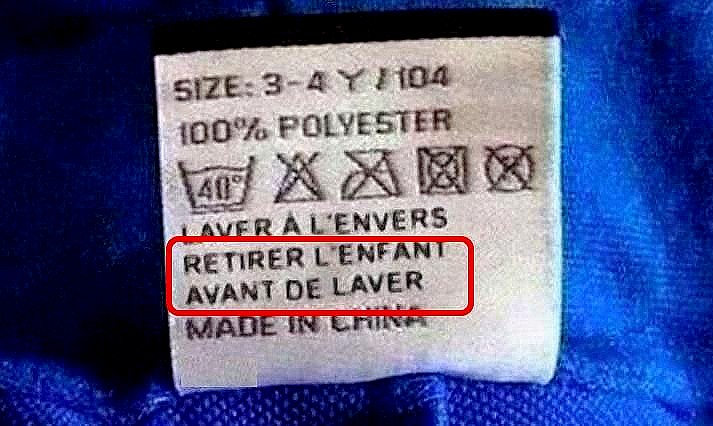 SIZE: 3-4 Y / 104
100% POLYESTER
40°
LAVER À L'ENVERS
RETIRER L'ENFANT
AVANT DE LAVER
MADE IN CHINA